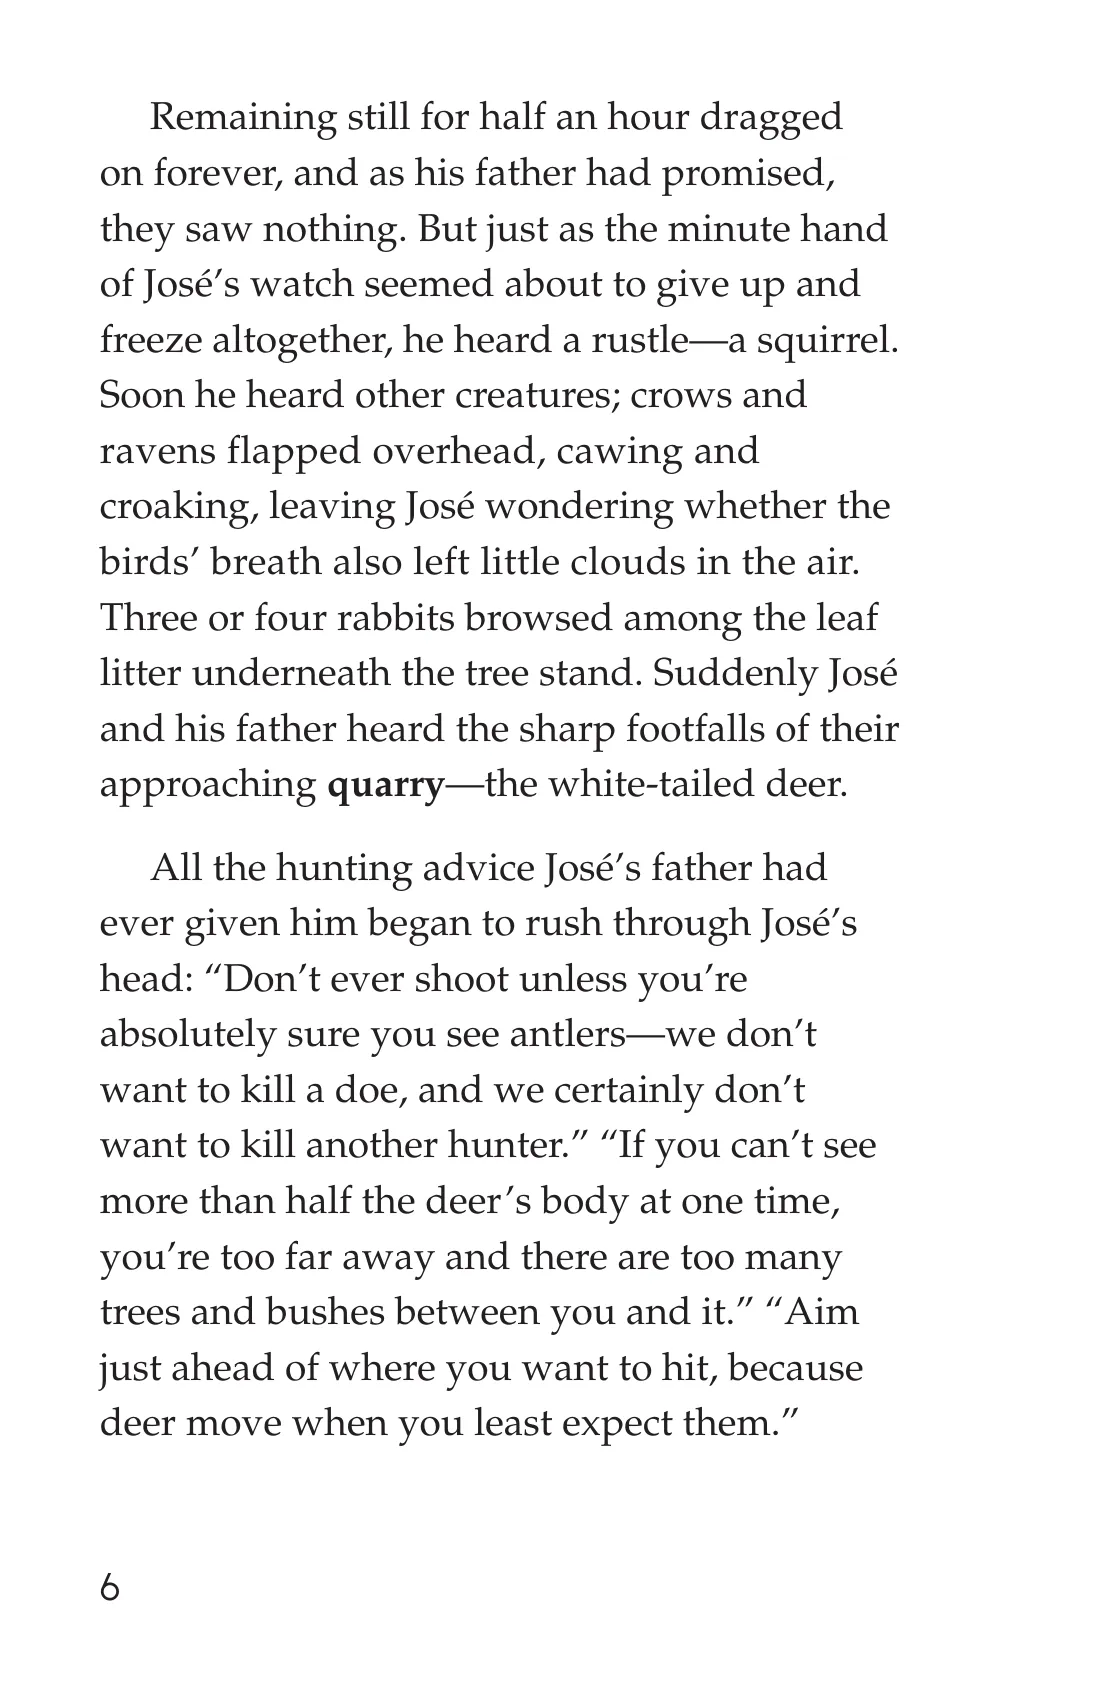 Remaining still for half an hour dragged
on forever, and as his father had promised,
they saw nothing. But just as the minute hand
of José’s watch seemed about to give up and
freeze altogether, he heard a rustle—a squirrel.
Soon he heard other creatures; crows and
ravens flapped overhead, cawing and
croaking, leaving José wondering whether the
birds’ breath also left little clouds in the air.
Three or four rabbits browsed among the leaf
litter underneath the tree stand. Suddenly José
and his father heard the sharp footfalls of their
approaching quarry—the white-tailed deer.
All the hunting advice José’s father had
ever given him began to rush through José’s
head: “Don’t ever shoot unless you’re
absolutely sure you see antlers—we don’t
want to kill a doe, and we certainly don’t
want to kill another hunter.” “If you can’t see
more than half the deer’s body at one time,
you’re too far away and there are too many
trees and bushes between you and it.” “Aim
just ahead of where you want to hit, because
deer move when you least expect them.”
6